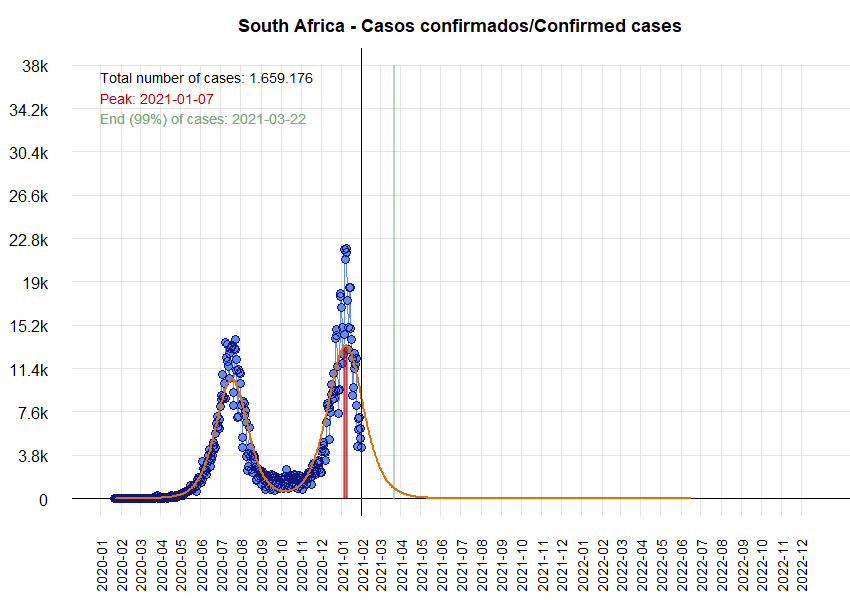 South Africa - Casos confirmados/Confirmed cases
38k
Total number of cases: 1.659.176
Peak: 2021-01-07
End (99%) of cases: 2021-03-22
34.2k
30.4k
26.6k
22.8k
19k
15.2k
11.4k
7.6k
3.8k
0
2020-01
2020-02
2020-03
2020-04
2020-05
2020-06
2020-07
2020-08
2020-09
2020-10
2020-11
2020-12
2021-01
2021-02
2021-03
2021-04
2021-05
2021-06
2021-07
2021-08
2021-09
2021-10
2021-11
2021-12
2022-01
2022-02
2022-03
2022-04
2022-05
2022-06
2022-07
2022-08
2022-09
2022-10
2022-11
2022-12